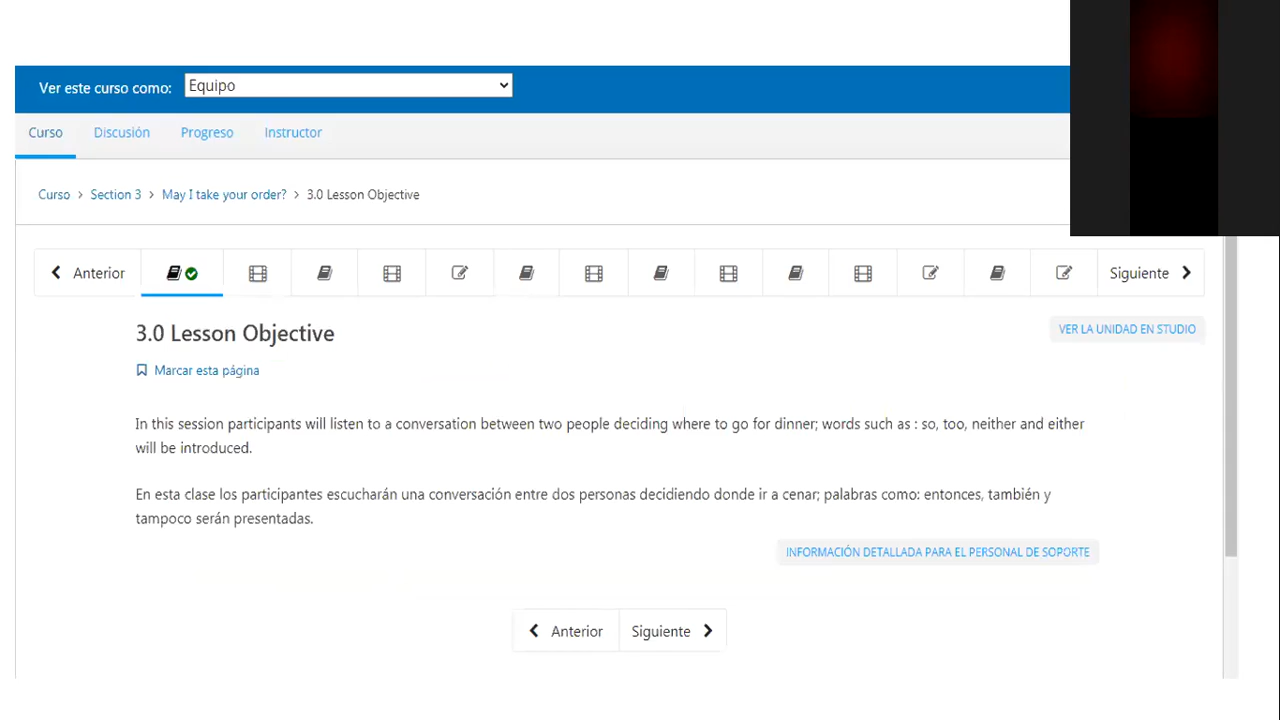 Ver este curso como: Equipo
Curso Discusión Progreso Instructor
Curso > Section 3 > May I take your order? > 3.0 Lesson Objective
Anterior Siguiente
3.0 Lesson Objective
VER LA UNIDAD EN STUDIO
Marcar esta página
In this session participants will listen to a conversation between two people deciding where to go for dinner; words such as : so, too, neither and either
will be introduced.
En esta clase los participantes escucharán una conversación entre dos personas decidiendo donde ir a cenar; palabras como: entonces, también y
tampoco serán presentadas.
INFORMACIÓN DETALLADA PARA EL PERSONAL DE SOPORTE
Anterior Siguiente